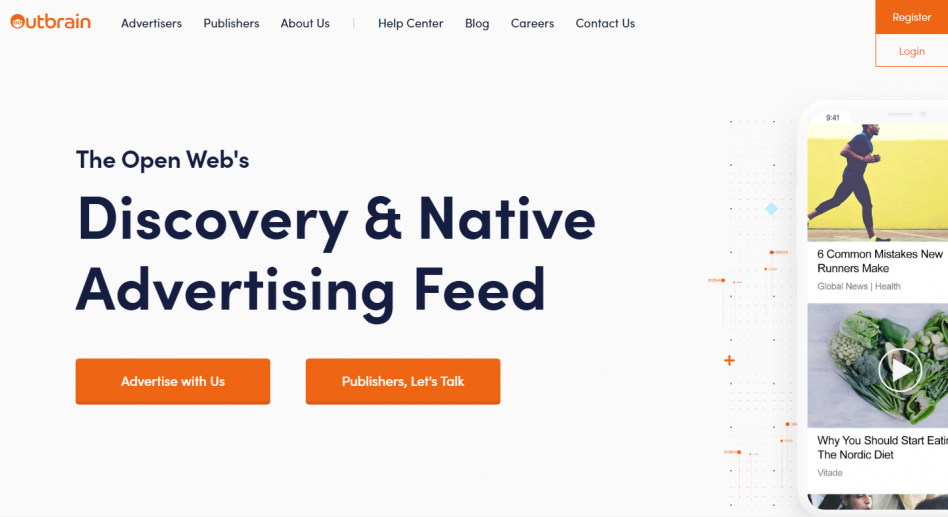 Outbrain
Advertisers Publishers About Us | Help Center Blog Careers Contact Us
Register
Login
The Open Web's
Discovery & Native
Advertising Feed
Advertise with Us Publishers, Let's Talk
9:41
6 Common Mistakes New
Runners Make
Global News | Health
Why You Should Start Eatin
The Nordic Diet
Vitade